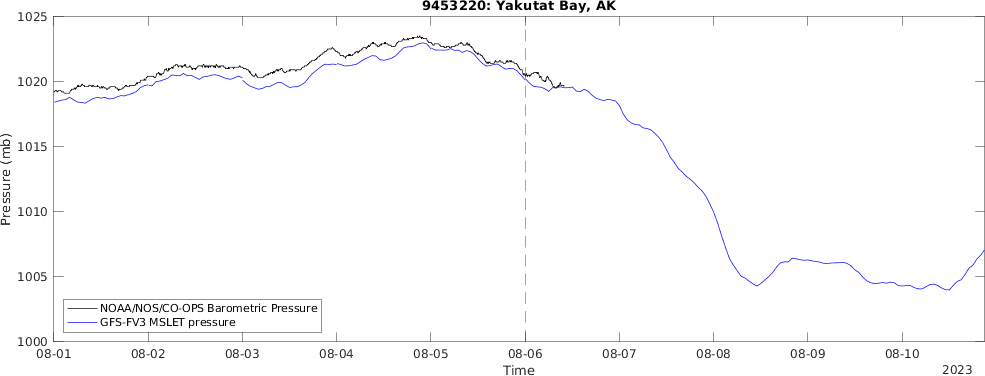 9453220: Yakutat Bay, AK
Pressure (mb)
1025
1020
1015
1010
1005
1000
NOAA/NOS/CO-OPS Barometric Pressure
GFS-FV3 MSLET pressure
08-01 08-02 08-03 08-04 08-05 08-06 08-07 08-08 08-09 08-10
Time
2023